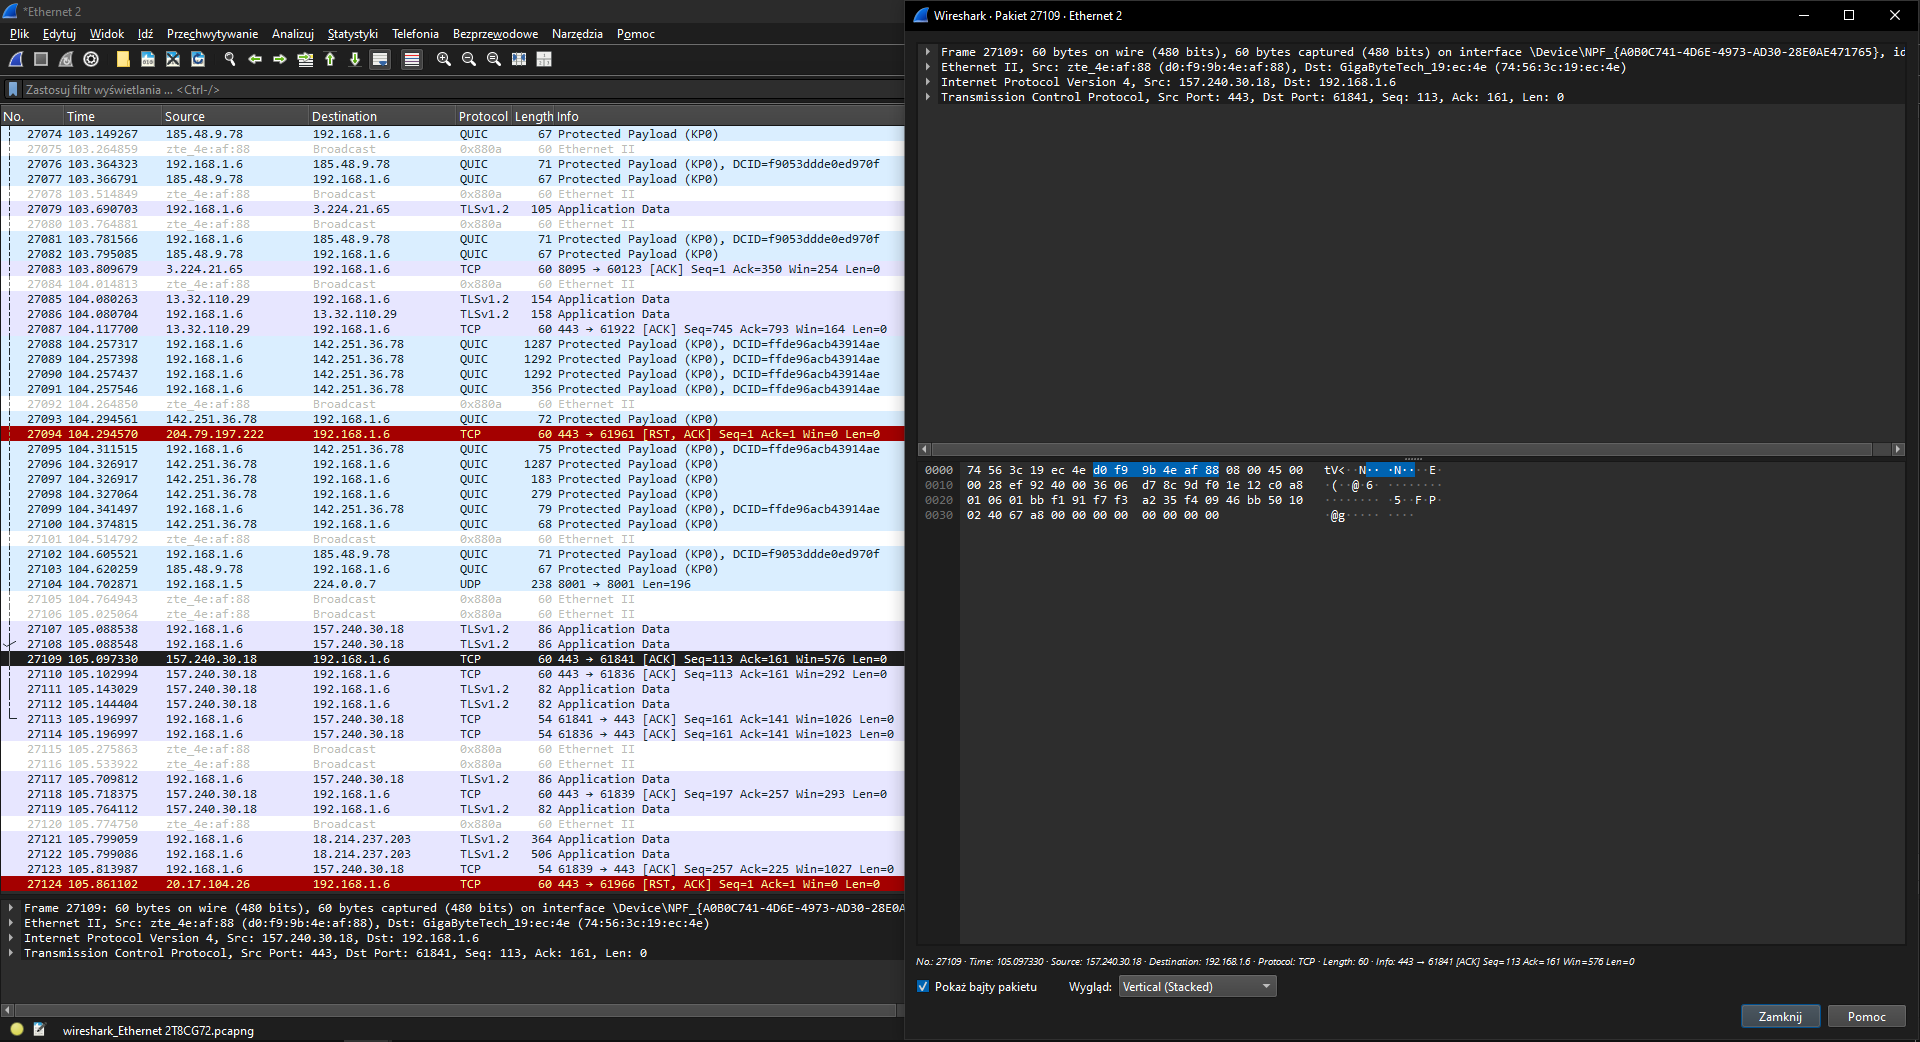 *Ethernet 2
Plik Edytuj Widok Idź Przechwytywanie Analizuj Statystyki Telefonia Bezprzewodowe Narzędzia Pomoc
Zastosuj filtr wyświetlania ... <Ctrl-/>
No. Time Source Destination Protocol Length Info
27074 103.149267 185.48.9.78 192.168.1.6 QUIC 67 Protected Payload (KP0)
27075 103.264859 zte_4e:af:88 Broadcast 0x880a 60 Ethernet II
27076 103.364323 192.168.1.6 185.48.9.78 QUIC 71 Protected Payload (KP0), DCID=f9053ddde0ed970f
27077 103.366791 185.48.9.78 192.168.1.6 QUIC 67 Protected Payload (KP0)
27078 103.514849 zte_4e:af:88 Broadcast 0x880a 60 Ethernet II
27079 103.690703 192.168.1.6 3.224.21.65 TLSv1.2 105 Application Data
27080 103.764881 zte_4e:af:88 Broadcast 0x880a 60 Ethernet II
27081 103.781566 192.168.1.6 185.48.9.78 QUIC 71 Protected Payload (KP0), DCID=f9053ddde0ed970f
27082 103.795085 185.48.9.78 192.168.1.6 QUIC 67 Protected Payload (KP0)
27083 103.809679 3.224.21.65 192.168.1.6 TCP 60 8095 → 60123 [ACK] Seq=1 Ack=350 Win=254 Len=0
27084 104.014813 zte_4e:af:88 Broadcast 0x880a 60 Ethernet II
27085 104.080263 13.32.110.29 192.168.1.6 TLSv1.2 154 Application Data
27086 104.080704 192.168.1.6 13.32.110.29 TLSv1.2 158 Application Data
27087 104.117700 13.32.110.29 192.168.1.6 TCP 60 443 → 61922 [ACK] Seq=745 Ack=793 Win=164 Len=0
27088 104.257317 192.168.1.6 142.251.36.78 QUIC 1287 Protected Payload (KP0), DCID=ffde96acb43914ae
27089 104.257398 192.168.1.6 142.251.36.78 QUIC 1292 Protected Payload (KP0), DCID=ffde96acb43914ae
27090 104.257437 192.168.1.6 142.251.36.78 QUIC 1292 Protected Payload (KP0), DCID=ffde96acb43914ae
27091 104.257546 192.168.1.6 142.251.36.78 QUIC 356 Protected Payload (KP0), DCID=ffde96acb43914ae
27092 104.264850 zte_4e:af:88 Broadcast 0x880a 60 Ethernet II
27093 104.294561 142.251.36.78 192.168.1.6 QUIC 72 Protected Payload (KP0)
27094 104.294570 204.79.197.222 192.168.1.6 TCP 60 443 → 61961 [RST, ACK] Seq=1 Ack=1 Win=0 Len=0
27095 104.311515 192.168.1.6 142.251.36.78 QUIC 75 Protected Payload (KP0), DCID=ffde96acb43914ae
27096 104.326917 142.251.36.78 192.168.1.6 QUIC 1287 Protected Payload (KP0)
27097 104.326917 142.251.36.78 192.168.1.6 QUIC 183 Protected Payload (KP0)
27098 104.327064 142.251.36.78 192.168.1.6 QUIC 279 Protected Payload (KP0)
27099 104.341497 192.168.1.6 142.251.36.78 QUIC 79 Protected Payload (KP0), DCID=ffde96acb43914ae
27100 104.374815 142.251.36.78 192.168.1.6 QUIC 68 Protected Payload (KP0)
27101 104.514792 zte_4e:af:88 Broadcast 0x880a 60 Ethernet II
27102 104.605521 192.168.1.6 185.48.9.78 QUIC 71 Protected Payload (KP0), DCID=f9053ddde0ed970f
27103 104.620259 185.48.9.78 192.168.1.6 QUIC 67 Protected Payload (KP0)
27104 104.702871 192.168.1.5 224.0.0.7 UDP 238 8001 → 8001 Len=196
27105 104.764943 zte_4e:af:88 Broadcast 0x880a 60 Ethernet II
27106 105.025064 zte_4e:af:88 Broadcast 0x880a 60 Ethernet II
27107 105.088538 192.168.1.6 157.240.30.18 TLSv1.2 86 Application Data
27108 105.088548 192.168.1.6 157.240.30.18 TLSv1.2 86 Application Data
27109 105.097330 157.240.30.18 192.168.1.6 TCP 60 443 → 61841 [ACK] Seq=113 Ack=161 Win=576 Len=0
27110 105.102994 157.240.30.18 192.168.1.6 TCP 60 443 → 61836 [ACK] Seq=113 Ack=161 Win=292 Len=0
27111 105.143029 157.240.30.18 192.168.1.6 TLSv1.2 82 Application Data
27112 105.144404 157.240.30.18 192.168.1.6 TLSv1.2 82 Application Data
27113 105.196997 192.168.1.6 157.240.30.18 TCP 54 61841 → 443 [ACK] Seq=161 Ack=141 Win=1026 Len=0
27114 105.196997 192.168.1.6 157.240.30.18 TCP 54 61836 → 443 [ACK] Seq=161 Ack=141 Win=1023 Len=0
27115 105.275863 zte_4e:af:88 Broadcast 0x880a 60 Ethernet II
27116 105.533922 zte_4e:af:88 Broadcast 0x880a 60 Ethernet II
27117 105.709812 192.168.1.6 157.240.30.18 TLSv1.2 86 Application Data
27118 105.718375 157.240.30.18 192.168.1.6 TCP 60 443 → 61839 [ACK] Seq=197 Ack=257 Win=293 Len=0
27119 105.764112 157.240.30.18 192.168.1.6 TLSv1.2 82 Application Data
27120 105.774750 zte_4e:af:88 Broadcast 0x880a 60 Ethernet II
27121 105.799059 192.168.1.6 18.214.237.203 TLSv1.2 364 Application Data
27122 105.799086 192.168.1.6 18.214.237.203 TLSv1.2 506 Application Data
27123 105.813987 192.168.1.6 157.240.30.18 TCP 54 61839 → 443 [ACK] Seq=257 Ack=225 Win=1027 Len=0
27124 105.861102 20.17.104.26 192.168.1.6 TCP 60 443 → 61966 [RST, ACK] Seq=1 Ack=1 Win=0 Len=0
Frame 27109: 60 bytes on wire (480 bits), 60 bytes captured (480 bits) on interface \Device\NPF_{A0B0C741-4D6E-4973-AD30-28E0A
Ethernet II, Src: zte_4e:af:88 (d0:f9:9b:4e:af:88), Dst: GigaByteTech_19:ec:4e (74:56:3c:19:ec:4e)
Internet Protocol Version 4, Src: 157.240.30.18, Dst: 192.168.1.6
Transmission Control Protocol, Src Port: 443, Dst Port: 61841, Seq: 113, Ack: 161, Len: 0
wireshark_Ethernet 2T8CG72.pcapng
Wireshark · Pakiet 27109 · Ethernet 2
Frame 27109: 60 bytes on wire (480 bits), 60 bytes captured (480 bits) on interface \Device\NPF_{A0B0C741-4D6E-4973-AD30-28E0AE471765}, id
Ethernet II, Src: zte_4e:af:88 (d0:f9:9b:4e:af:88), Dst: GigaByteTech_19:ec:4e (74:56:3c:19:ec:4e)
Internet Protocol Version 4, Src: 157.240.30.18, Dst: 192.168.1.6
Transmission Control Protocol, Src Port: 443, Dst Port: 61841, Seq: 113, Ack: 161, Len: 0
0000 74 56 3c 19 ec 4e d0 f9 9b 4e af 88 08 00 45 00 tV<··N·· ·N····E·
0010 00 28 ef 92 40 00 36 06 d7 8c 9d f0 1e 12 c0 a8 ·(··@·6· ········
0020 01 06 01 bb f1 91 f7 f3 a2 35 f4 09 46 bb 50 10 ········ ·5··F·P·
0030 02 40 67 a8 00 00 00 00 00 00 00 00 ·@g····· ····
No.: 27109 · Time: 105.097330 · Source: 157.240.30.18 · Destination: 192.168.1.6 · Protocol: TCP · Length: 60 · Info: 443 → 61841 [ACK] Seq=113 Ack=161 Win=576 Len=0
Pokaż bajty pakietu Wygląd: Vertical (Stacked)
Zamknij Pomoc